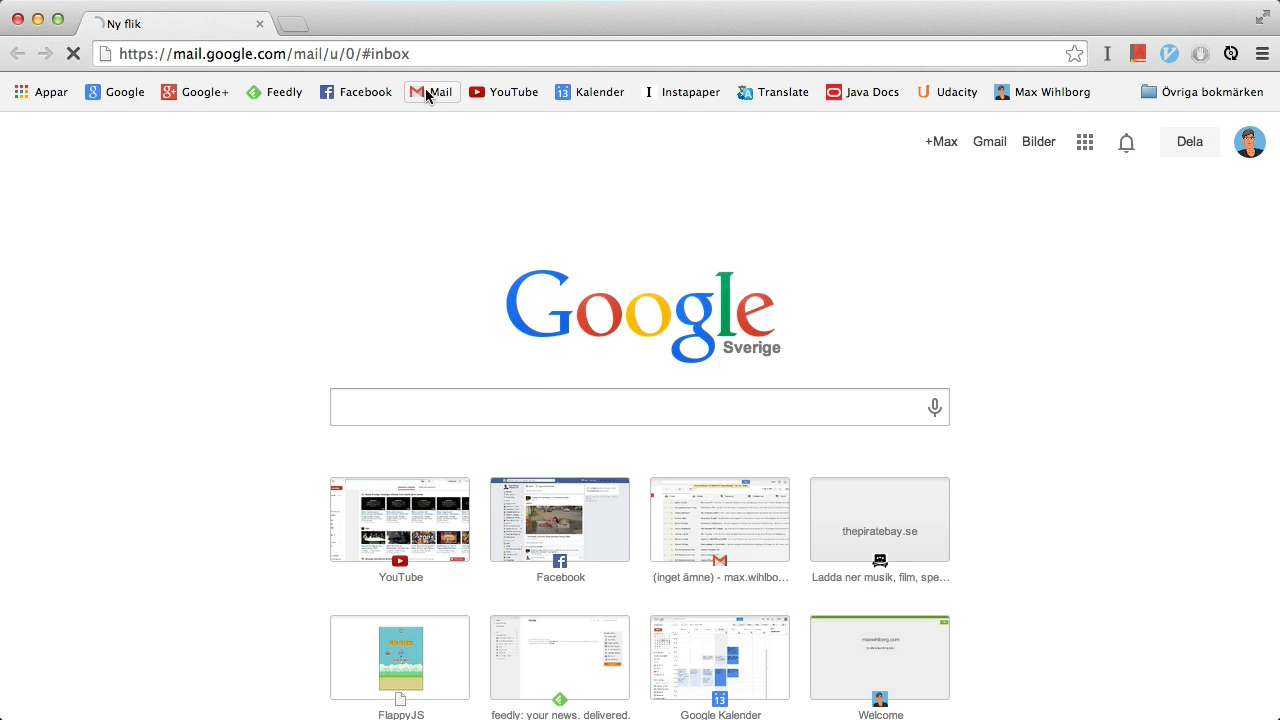 Ny flik
https://mail.google.com/mail/u/0/#inbox
Appar Google Google+ Feedly Facebook Mail YouTube 13 Kalender Instapaper Translate Java Docs Udacity Max Wihlborg Övriga bokmärken
+Max Gmail Bilder Dela
Google
Sverige
thepiratebay.se
YouTube Facebook (inget ämne) - max.wihlbo... Ladda ner musik, film, spe...
maxwihlborg.com
13
FlappyJS feedly: your news. delivered. Google Kalender Welcome